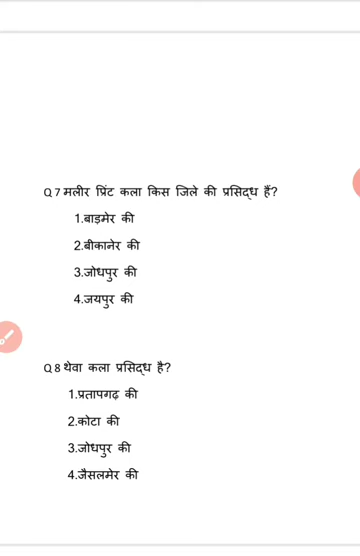 Q 7 मलीर प्रिंट कला किस जिले की प्रसिद्ध हैं?
1.बाड़मेर की
2.बीकानेर की
3.जोधपुर की
4.जयपुर की
Q 8 थेवा कला प्रसिद्ध है?
1.प्रतापगढ़ की
2.कोटा की
3.जोधपुर की
4.जैसलमेर की